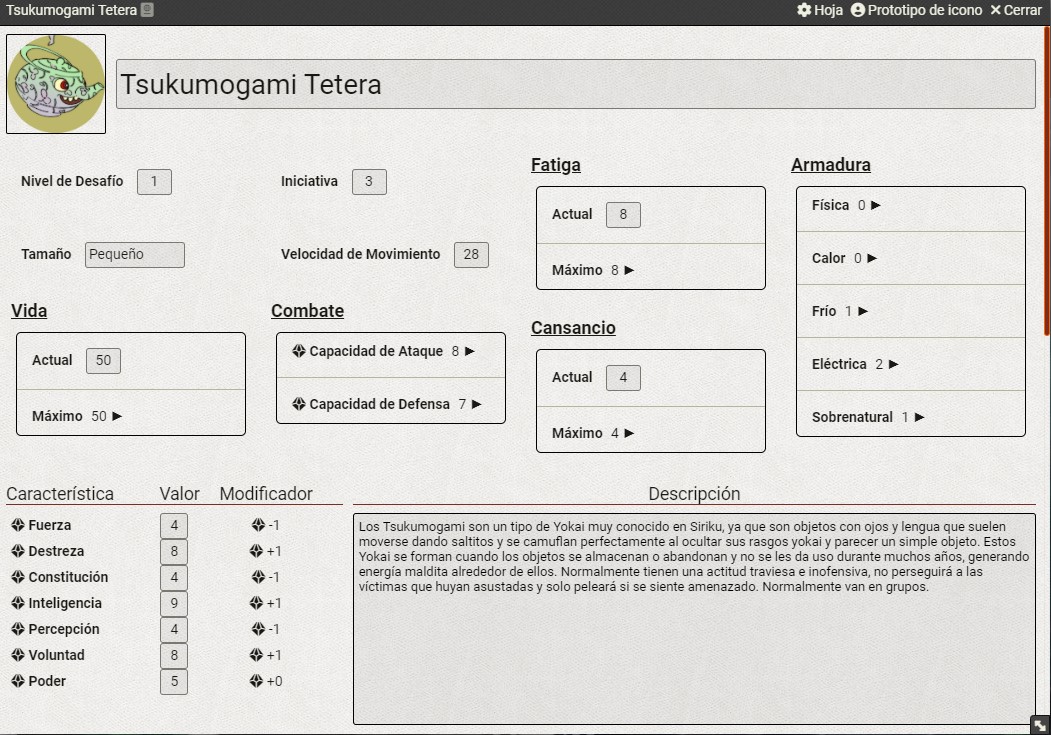 Tsukumogami Tetera
Hoja Prototipo de icono Cerrar
Tsukumogami Tetera
Nivel de Desafío 1
Iniciativa 3
Tamaño Pequeño
Velocidad de Movimiento 28
Vida
Actual 50
Máximo 50
Combate
Capacidad de Ataque 8
Capacidad de Defensa 7
Fatiga
Actual 8
Máximo 8
Cansancio
Actual 4
Máximo 4
Armadura
Física 0
Calor 0
Frío 1
Eléctrica 2
Sobrenatural 1
Característica Valor Modificador
Fuerza 4 -1
Destreza 8 +1
Constitución 4 -1
Inteligencia 9 +1
Percepción 4 -1
Voluntad 8 +1
Poder 5 +0
Descripción
Los Tsukumogami son un tipo de Yokai muy conocido en Siriku, ya que son objetos con ojos y lengua que suelen
moverse dando saltitos y se camuflan perfectamente al ocultar sus rasgos yokai y parecer un simple objeto. Estos
Yokai se forman cuando los objetos se almacenan o abandonan y no se les da uso durante muchos años, generando
energía maldita alrededor de ellos. Normalmente tienen una actitud traviesa e inofensiva, no perseguirá a las
víctimas que huyan asustadas y solo peleará si se siente amenazado. Normalmente van en grupos.